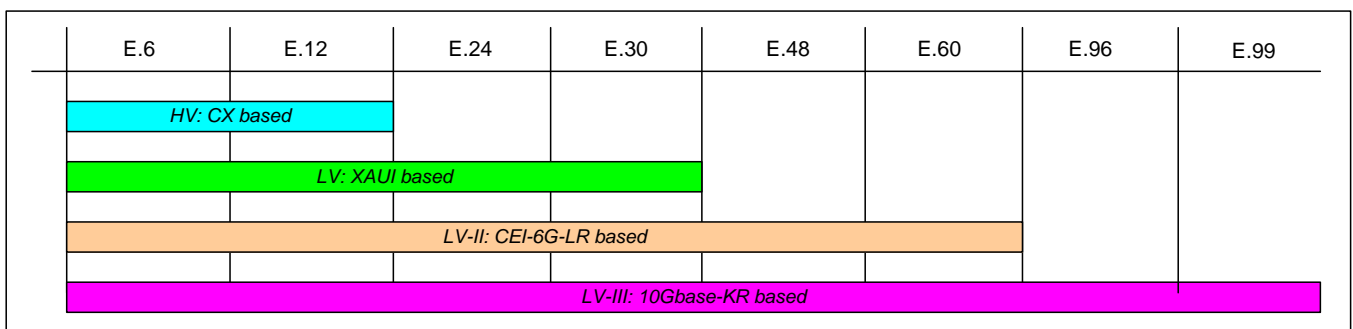 E.6 E.12 E.24 E.30 E.48 E.60 E.96 E.99
HV: CX based
LV: XAUI based
LV-II: CEI-6G-LR based
LV-III: 10Gbase-KR based